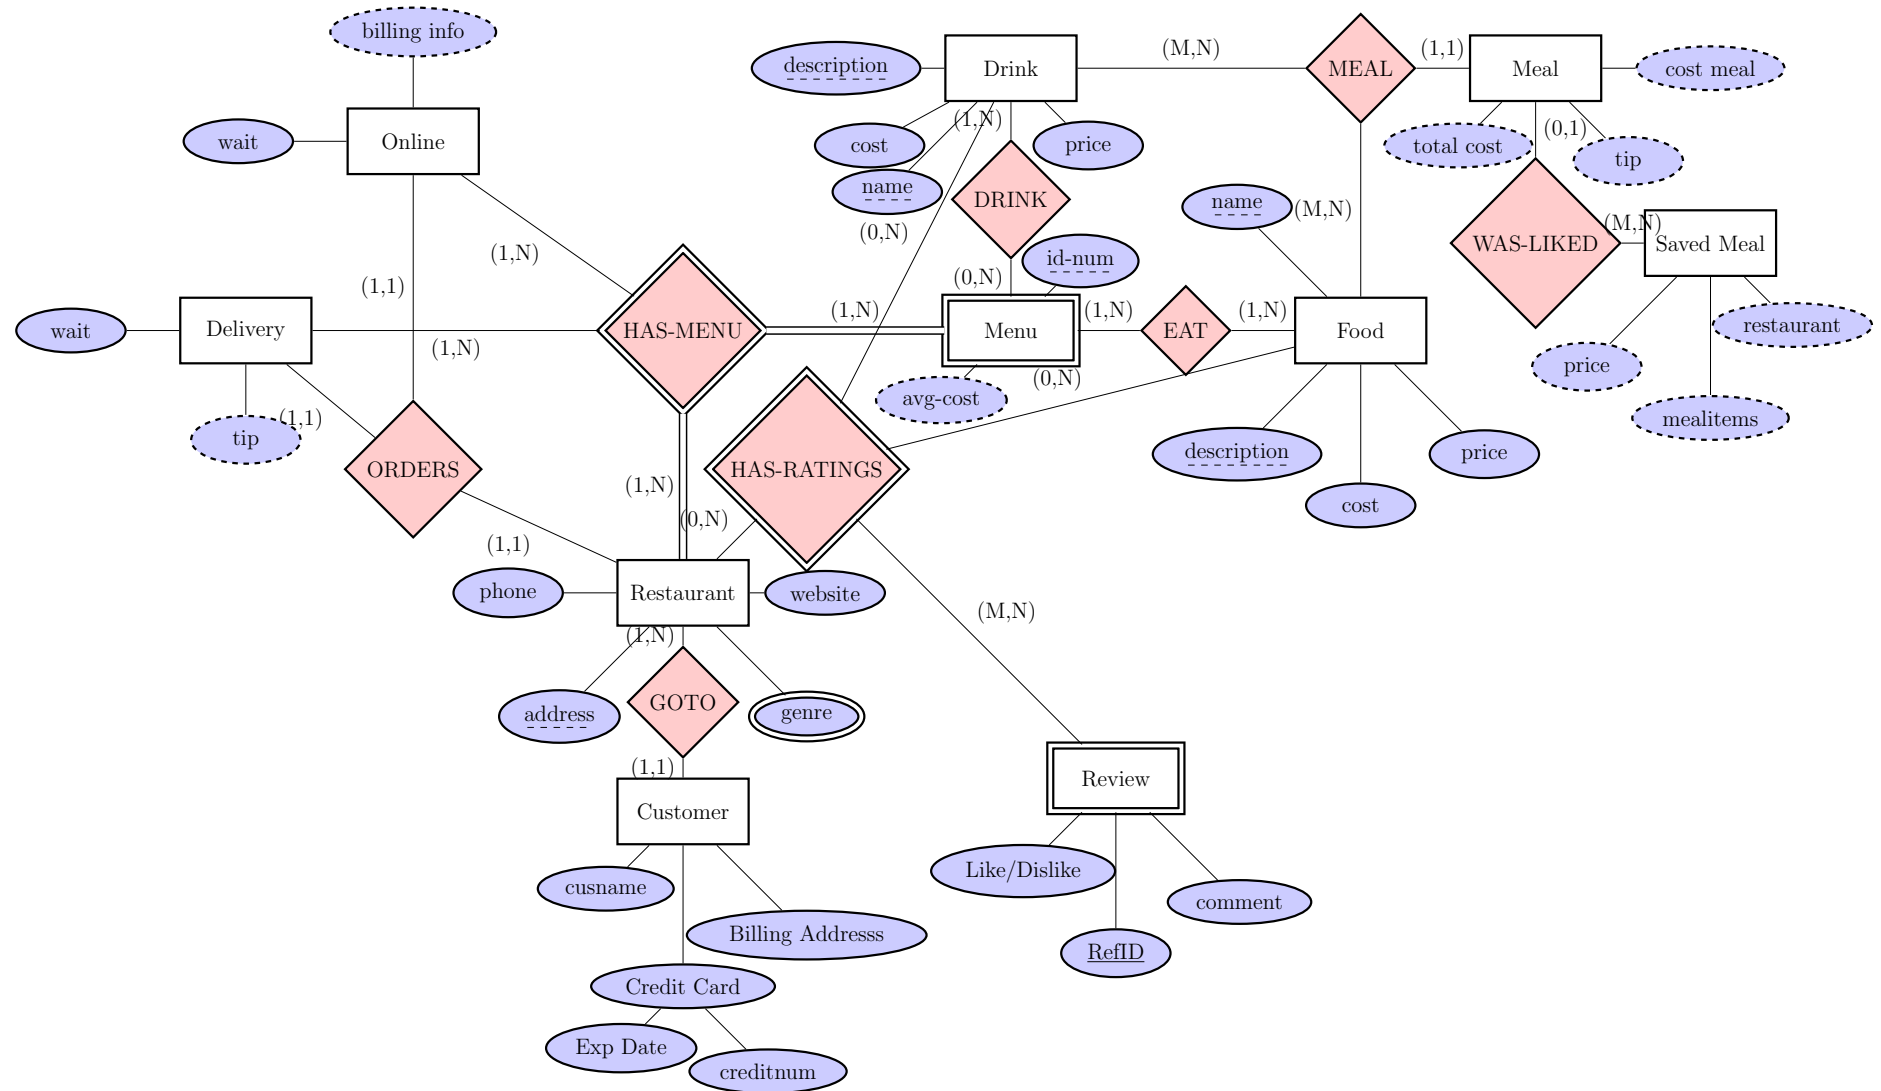 billing info
description
Drink
(M,N)
MEAL
(1,1)
Meal
cost meal
wait
Online
cost
(1,N)
price
total cost
(0,1)
tip
name
DRINK
name
(M,N)
(0,N)
(1,N)
id-num
WAS-LIKED
(M,N)
Saved Meal
(1,1)
(0,N)
wait
Delivery
HAS-MENU
(1,N)
Menu
(1,N)
EAT
(1,N)
Food
restaurant
(1,N)
(0,N)
price
avg-cost
tip
(1,1)
mealitems
ORDERS
HAS-RATINGS
description
price
(1,N)
(0,N)
cost
(1,1)
phone
Restaurant
website
(M,N)
(1,N)
address
GOTO
genre
(1,1)
Customer
Review
cusname
Like/Dislike
comment
Billing Addresss
RefID
Credit Card
Exp Date
creditnum